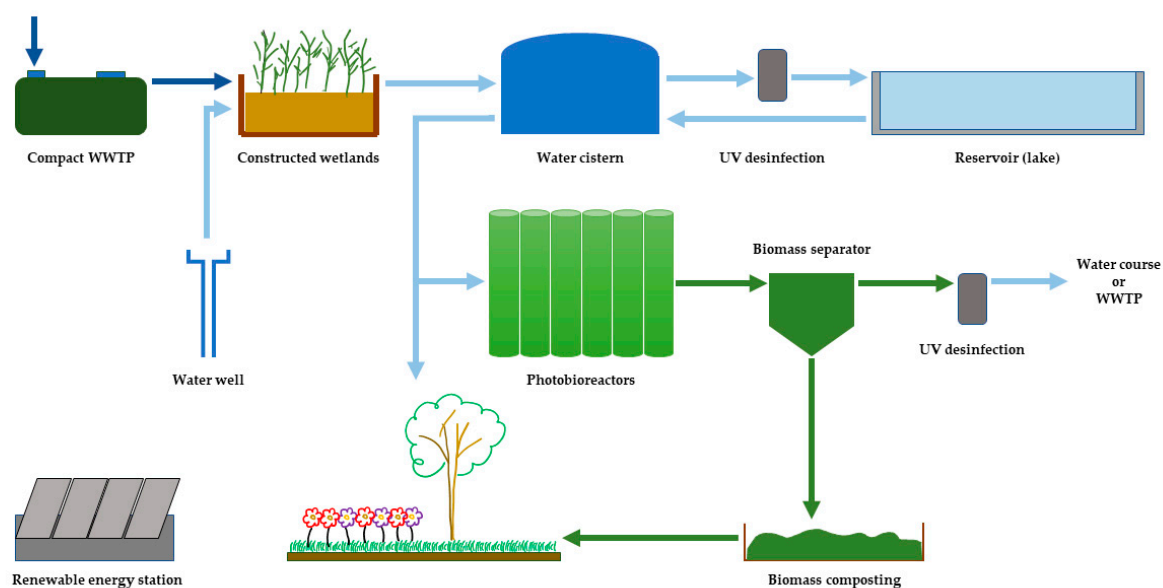 Compact WWTP
Constructed wetlands
Water cistern
UV desinfection
Reservoir (lake)
Biomass separator
Water course
or
WWTP
UV desinfection
Water well
Photobioreactors
Renewable energy station
Biomass composting